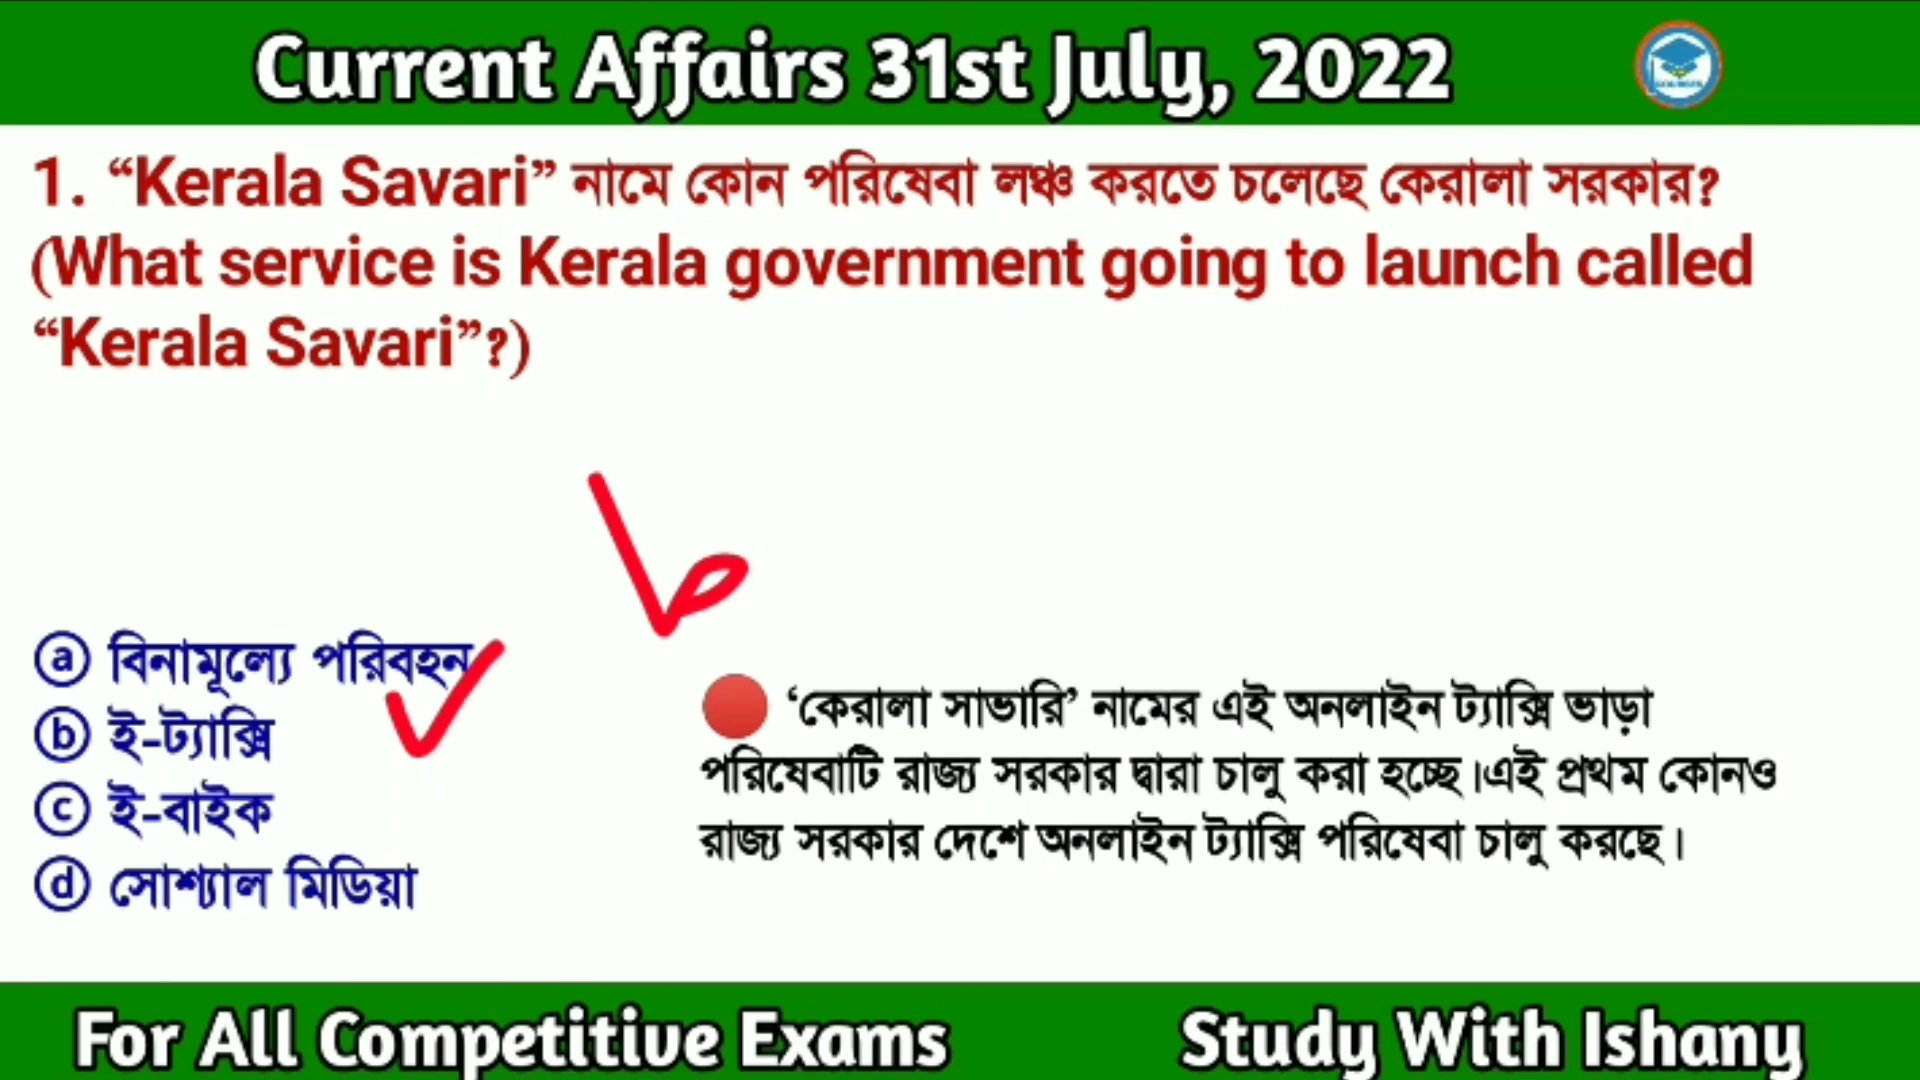 Current Affairs 31st July, 2022
1. “Kerala Savari” নামে কোন পরিষেবা লঞ্চ করতে চলেছে কেরালা সরকার?
(What service is Kerala government going to launch called
“Kerala Savari”?)
b
ⓐ বিনামূল্যে পরিবহন
ⓑ ই-ট্যাক্সি
ⓒ ই-বাইক
ⓓ সোশ্যাল মিডিয়া
‘কেরালা সাভারি’ নামের এই অনলাইন ট্যাক্সি ভাড়া
পরিষেবাটি রাজ্য সরকার দ্বারা চালু করা হচ্ছে।এই প্রথম কোনও
রাজ্য সরকার দেশে অনলাইন ট্যাক্সি পরিষেবা চালু করছে।
For All Competitive Exams
Study With Ishany